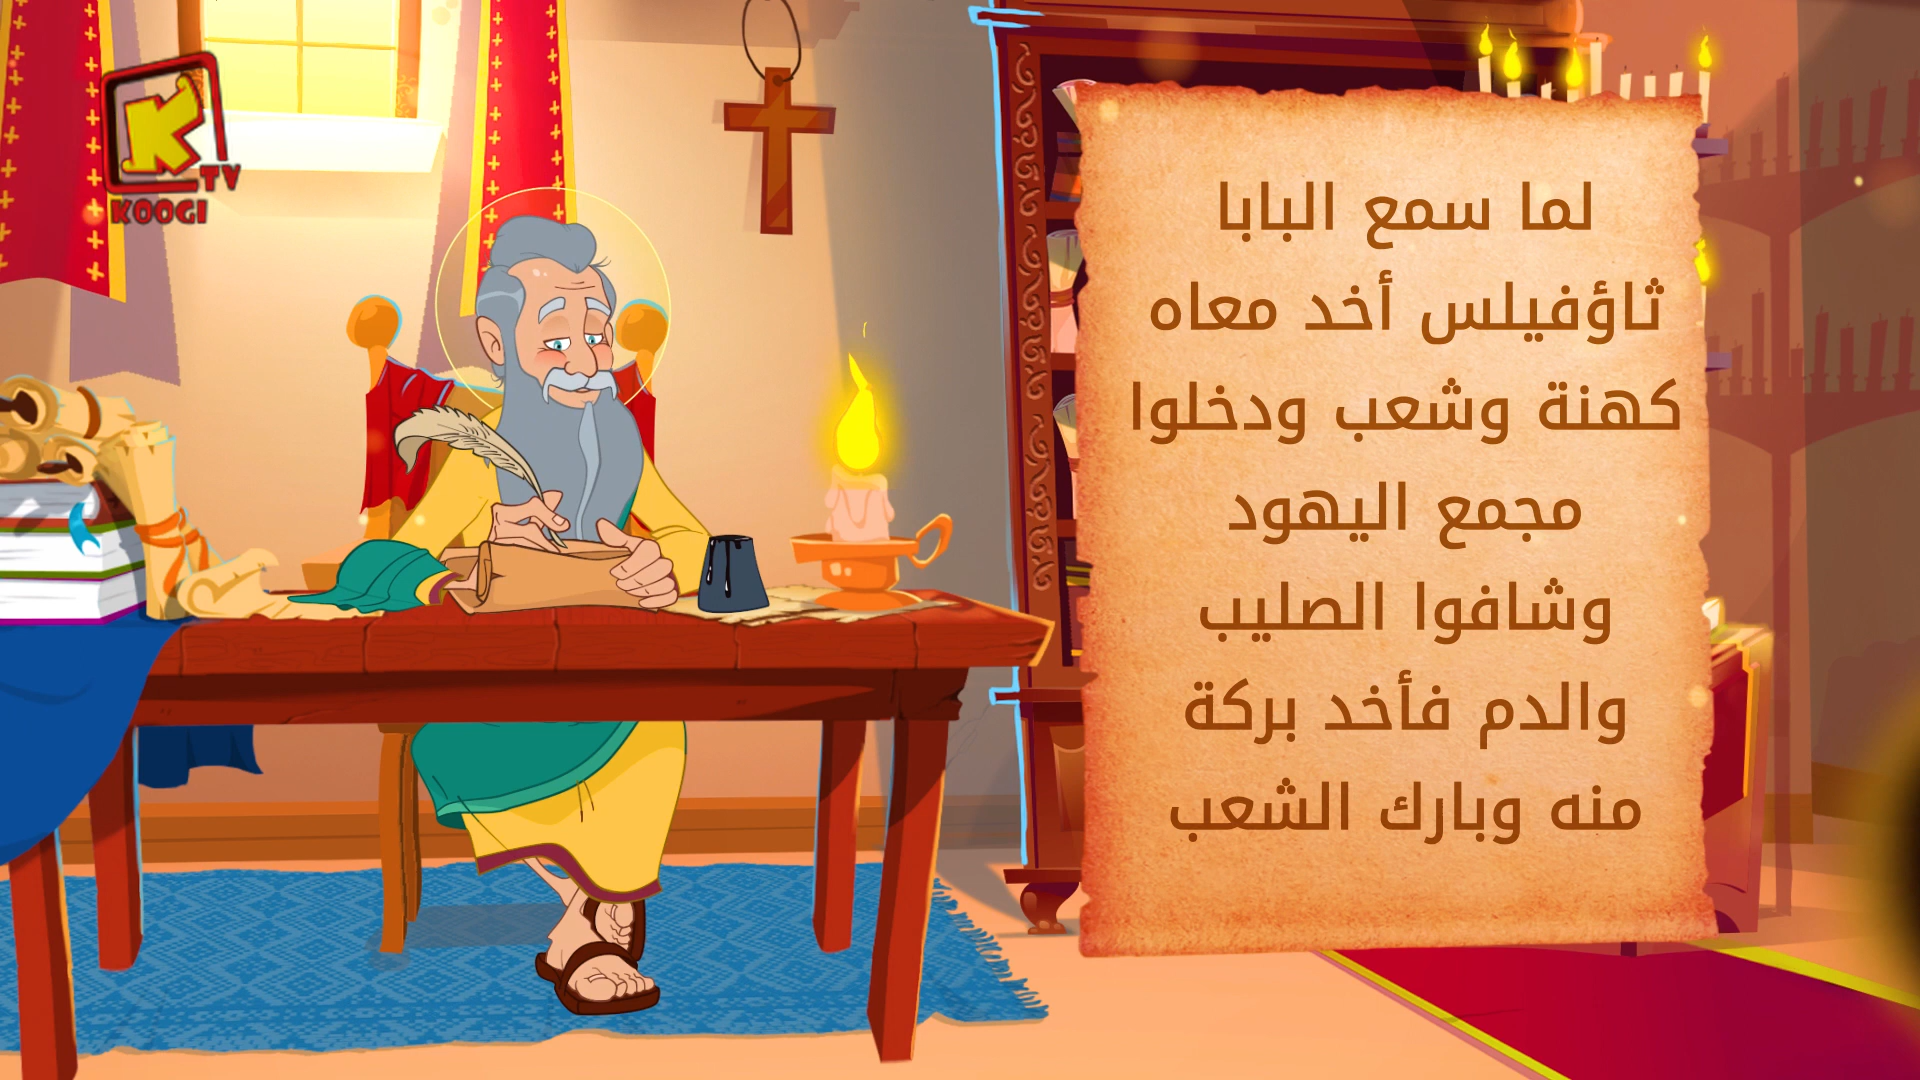 K TV
KOOGI
لما سمع البابا
ثاؤفيلس أخد معاه
كهنة وشعب ودخلوا
مجمع اليهود
وشافوا الصليب
والدم فأخد بركة
منه وبارك الشعب